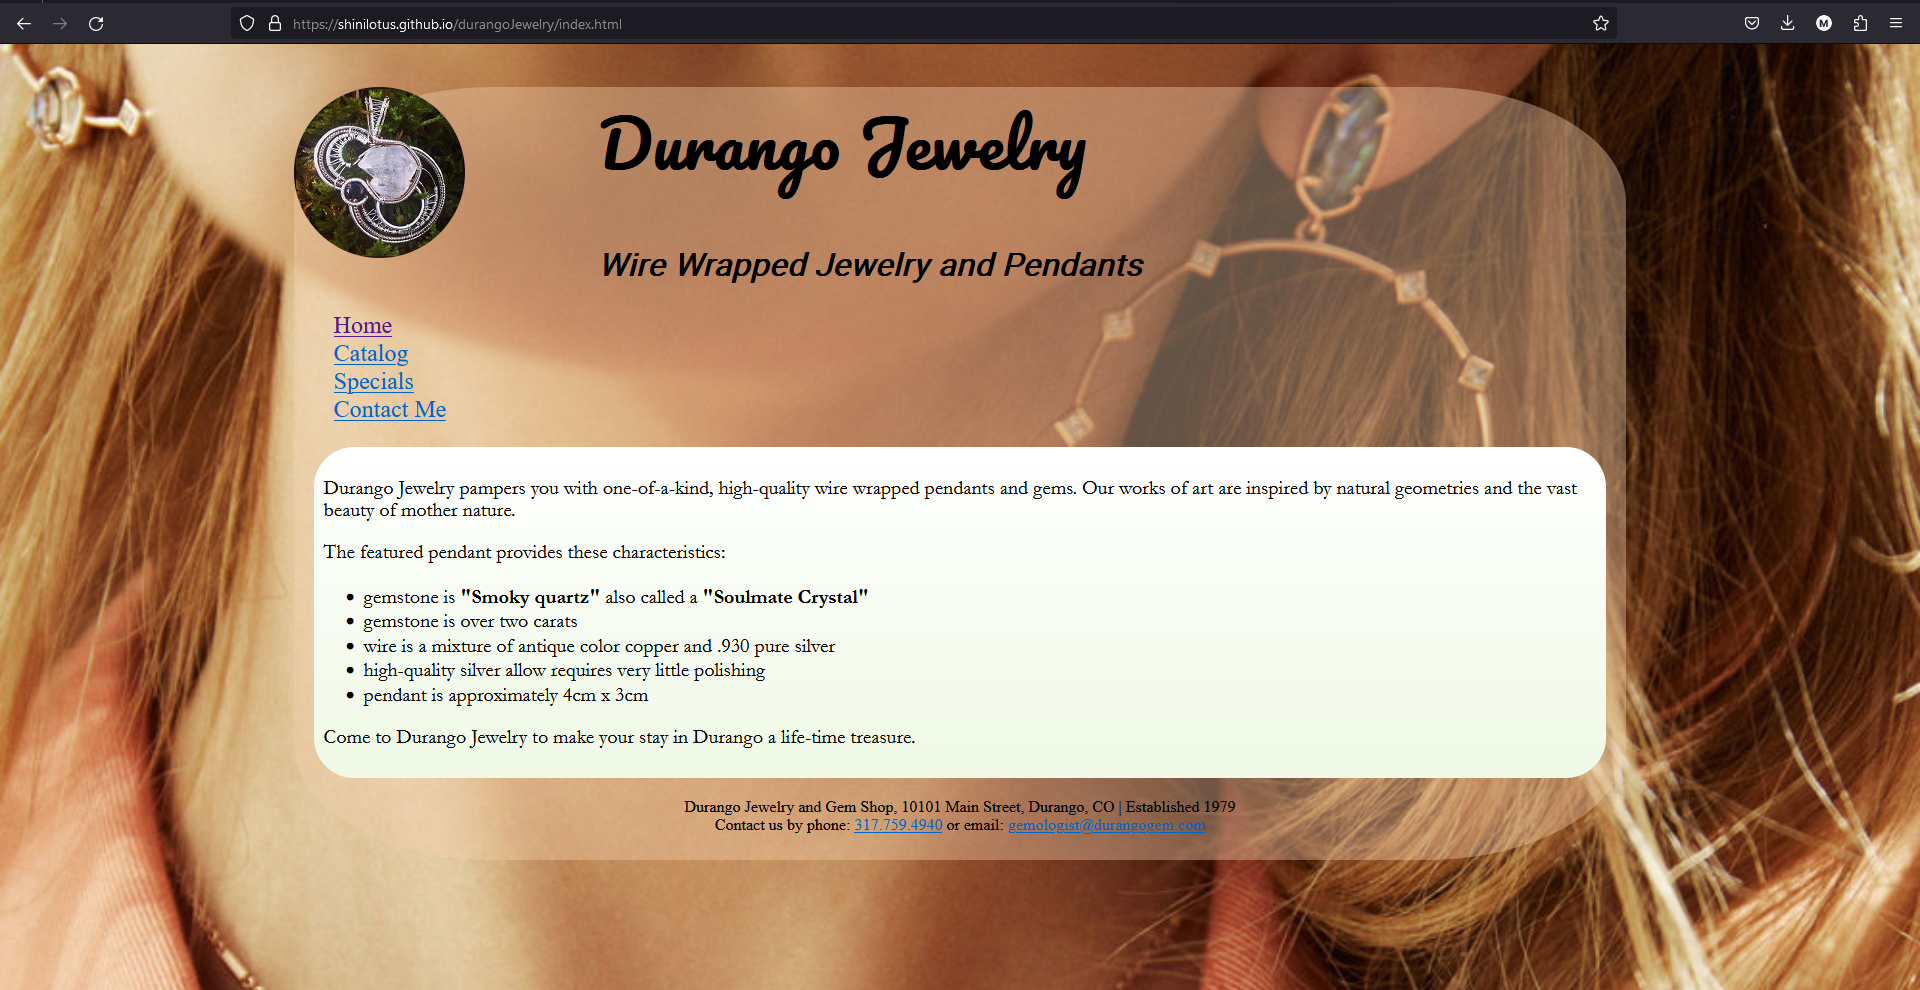 https://shinilotus.github.io/durangoJewelry/index.html
M
Durango Jewelry
Wire Wrapped Jewelry and Pendants
Home
Catalog
Specials
Contact Me
Durango Jewelry pampers you with one-of-a-kind, high-quality wire wrapped pendants and gems. Our works of art are inspired by natural geometries and the vast
beauty of mother nature.
The featured pendant provides these characteristics:
• gemstone is "Smoky quartz" also called a "Soulmate Crystal"
• gemstone is over two carats
• wire is a mixture of antique color copper and .930 pure silver
• high-quality silver allow requires very little polishing
• pendant is approximately 4cm x 3cm
Come to Durango Jewelry to make your stay in Durango a life-time treasure.
Durango Jewelry and Gem Shop, 10101 Main Street, Durango, CO | Established 1979
Contact us by phone: 317.759.4940 or email: gemologist@durangogem.com